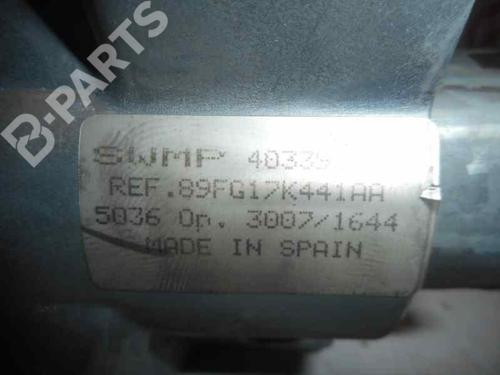 B-PARTS
SWMP 40339
REF.89FG17K441AA
5036 Op. 3007/1644
MADE IN SPAIN